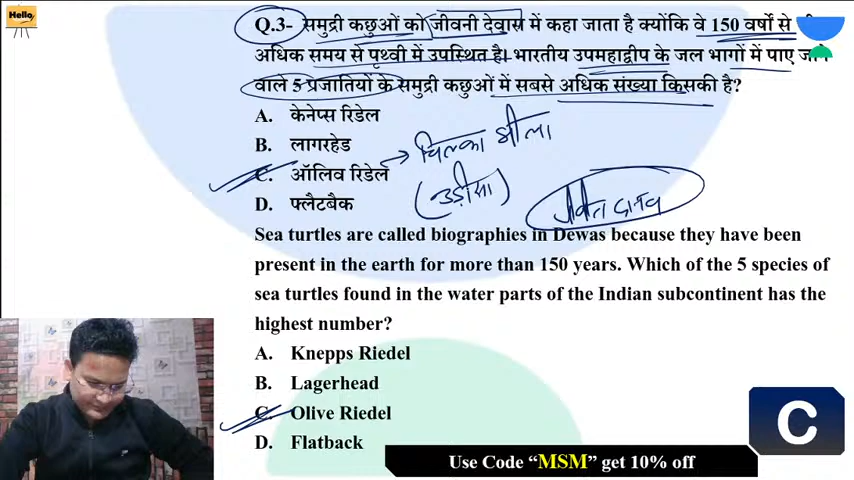 Hello
Q.3- समुद्री कछुओं को जीवनी देवास में कहा जाता है क्योंकि वे 150 वर्षों से
अधिक समय से पृथ्वी में उपस्थित है। भारतीय उपमहाद्वीप के जल भागों में पाए जाने
वाले 5 प्रजातियों के समुद्री कछुओं में सबसे अधिक संख्या किसकी है?
A. केनेप्स रिडेल
B. लागरहेड
C. ऑलिव रिडेल
D. फ्लैटबैक
चिल्का झील
(उड़ीसा)
Sea turtles are called biographies in Dewas because they have been
present in the earth for more than 150 years. Which of the 5 species of
sea turtles found in the water parts of the Indian subcontinent has the
highest number?
A. Knepps Riedel
B. Lagerhead
C. Olive Riedel
D. Flatback
C
Use Code “MSM” get 10% off